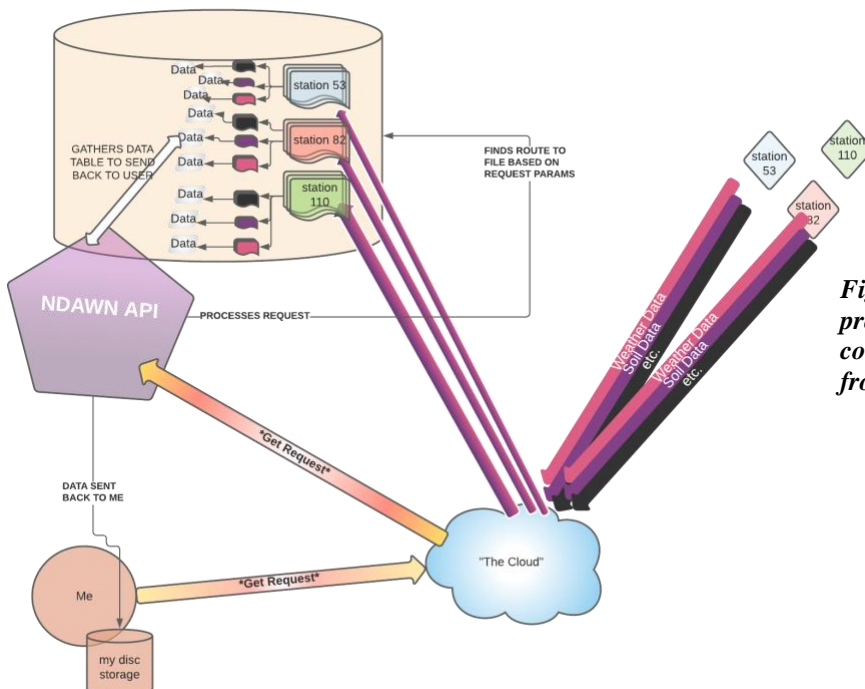 Data
Data
Data
Data
Data
Data
Data
Data
Data
station 53
station 82
station
110
GATHERS DATA
TABLE TO SEND
BACK TO USER
FINDS ROUTE TO
FILE BASED ON
REQUEST PARAMS
station
53
station
110
station
82
NDAWN API
PROCESSES REQUEST
Weather Data
Soil Data
etc.
Weather Data
Soil Data
etc.
*Get Request*
DATA SENT
BACK TO ME
"The Cloud"
*Get Request*
Me
my disc
storage